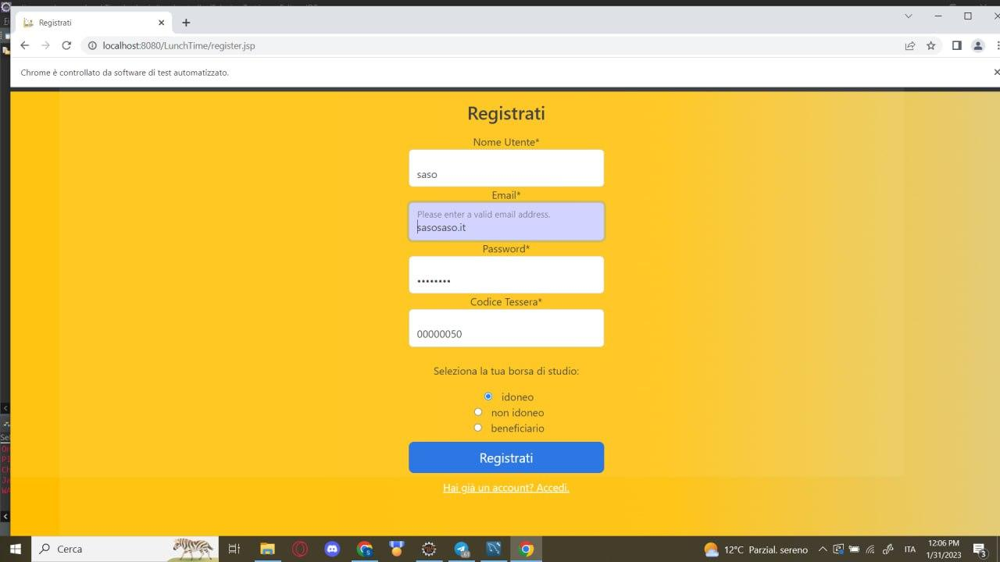 Registrati
localhost:8080/LunchTime/register.jsp
Chrome è controllato da software di test automatizzato.
Registrati
Nome Utente*
saso
Email*
Please enter a valid email address.
sasosaso.it
Password*
••••••••
Codice Tessera*
00000050
Seleziona la tua borsa di studio:
idoneo
non idoneo
beneficiario
Registrati
Hai già un account? Accedi.
Cerca
61
12°C Parzial. sereno
ITA
12:06 PM
1/31/2023
3